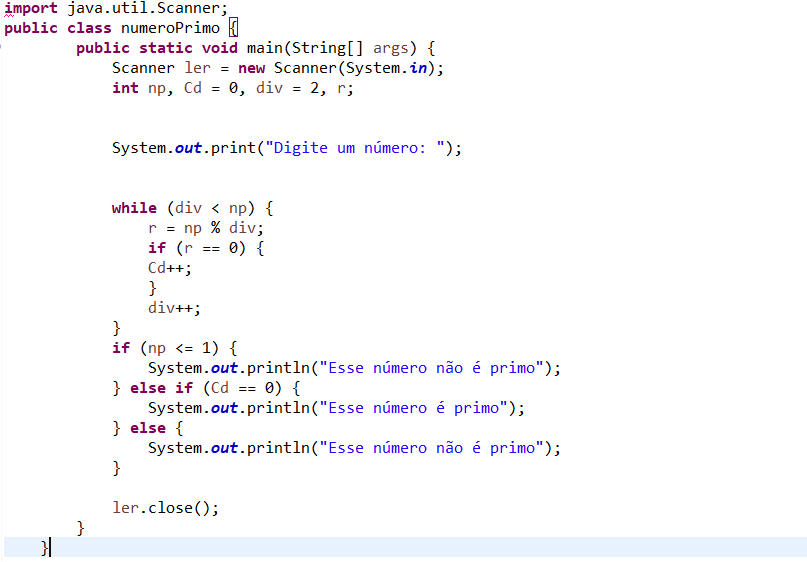 import java.util.Scanner;
public class numeroPrimo {
public static void main(String[] args) {
Scanner ler = new Scanner(System.in);
int np, Cd = 0, div = 2, r;
System.out.print("Digite um número: ");
while (div < np) {
r = np % div;
if (r == 0) {
Cd++;
}
div++;
}
if (np <= 1) {
System.out.println("Esse número não é primo");
} else if (Cd == 0) {
System.out.println("Esse número é primo");
} else {
System.out.println("Esse número não é primo");
}
ler.close();
}
}